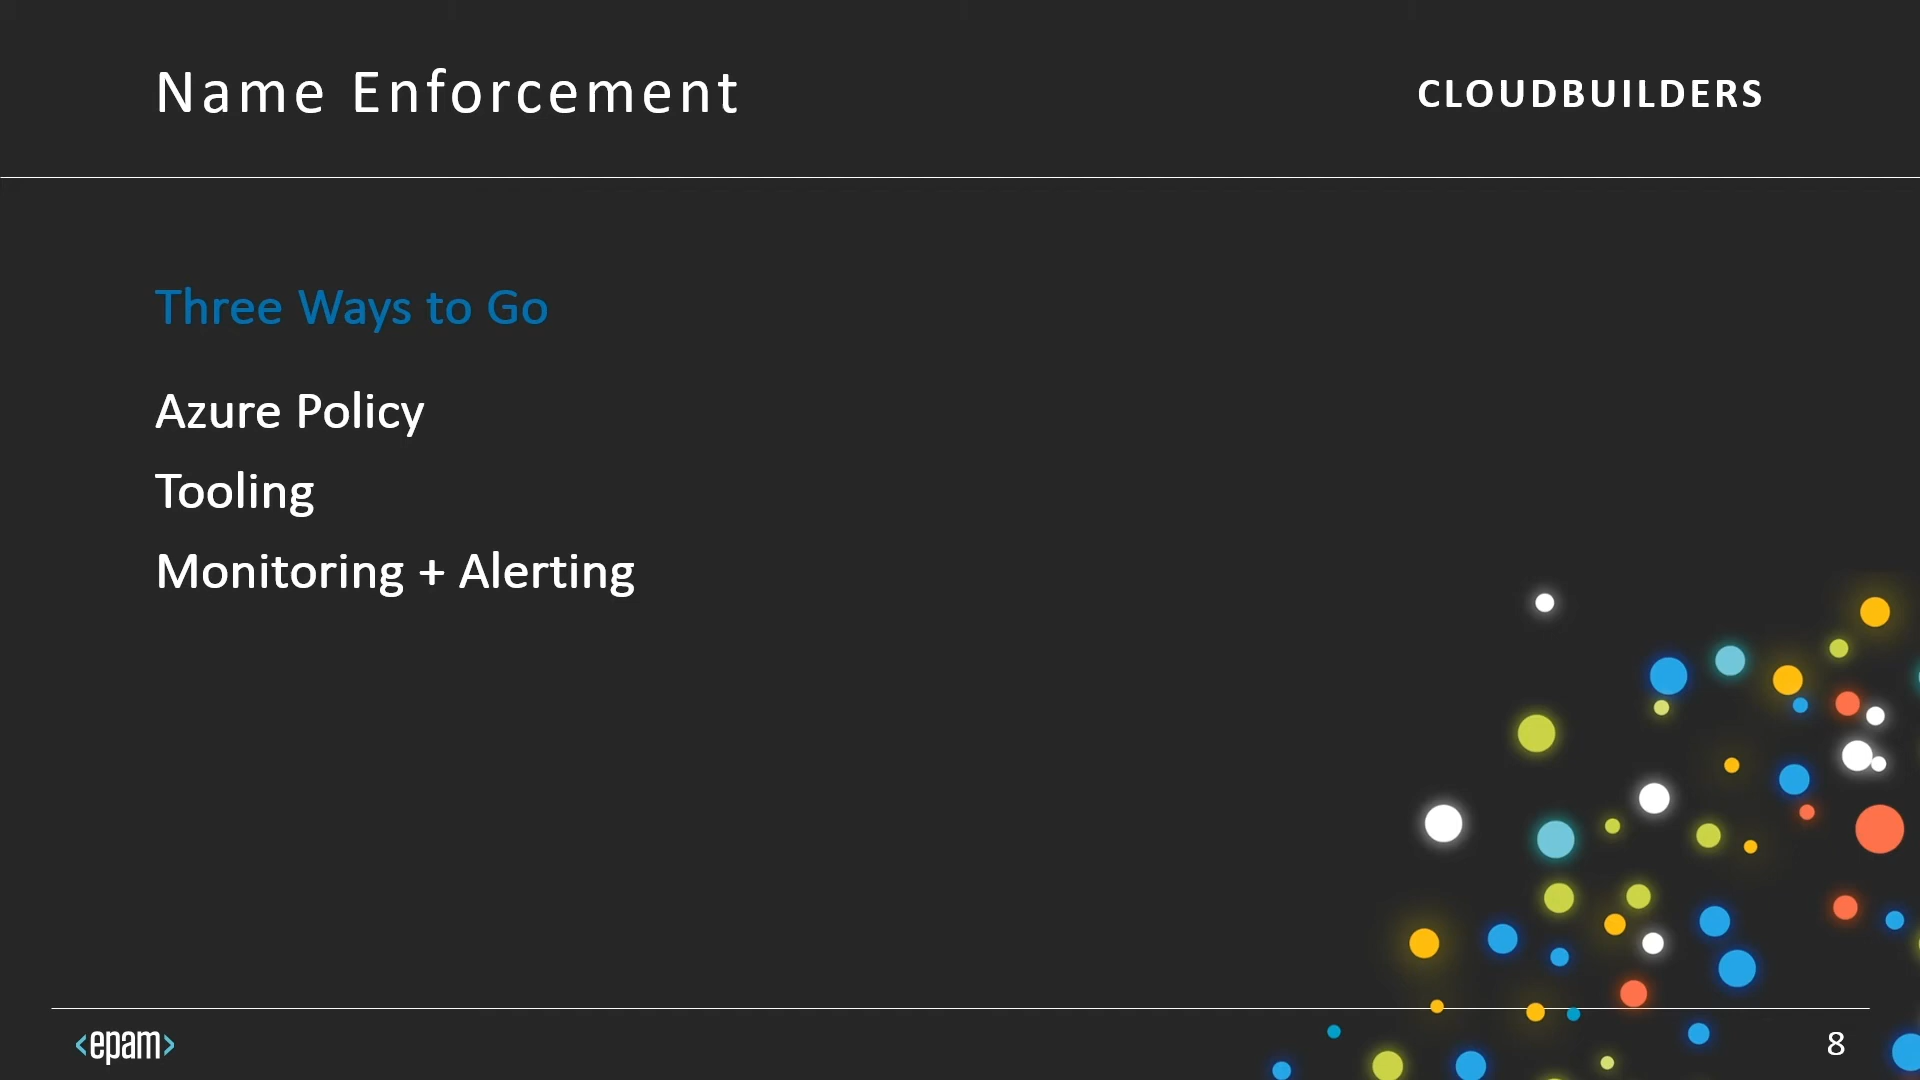 Name Enforcement
CLOUDBUILDERS
Three Ways to Go
Azure Policy
Tooling
Monitoring + Alerting
<epam>
8